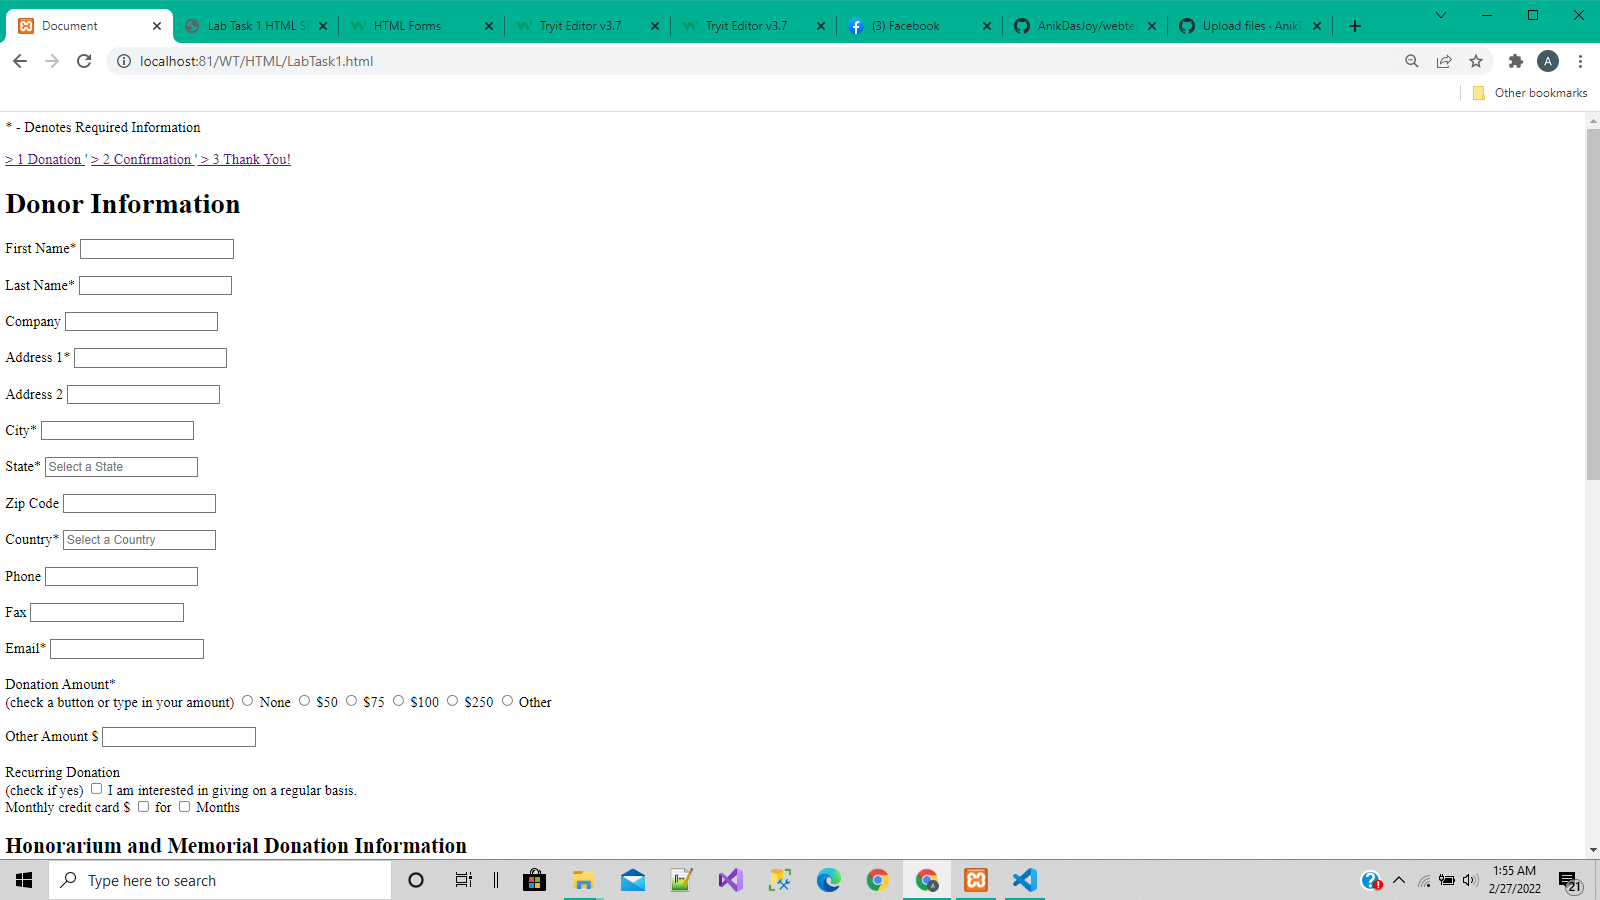 Document
Lab Task 1 HTML
HTML Forms
Tryit Editor v3.7
Tryit Editor v3.7
(3) Facebook
AnikDasJoy/webtec
Upload files · Anik
localhost:81/WT/HTML/LabTask1.html
A
Other bookmarks
* - Denotes Required Information
> 1 Donation ' > 2 Confirmation ' > 3 Thank You!
Donor Information
First Name*
Last Name*
Company
Address 1*
Address 2
City*
State* Select a State
Zip Code
Country* Select a Country
Phone
Fax
Email*
Donation Amount*
(check a button or type in your amount) None $50 $75 $100 $250 Other
Other Amount $
Recurring Donation
(check if yes) I am interested in giving on a regular basis.
Monthly credit card $ for Months
Honorarium and Memorial Donation Information
Type here to search
1:55 AM
2/27/2022
21